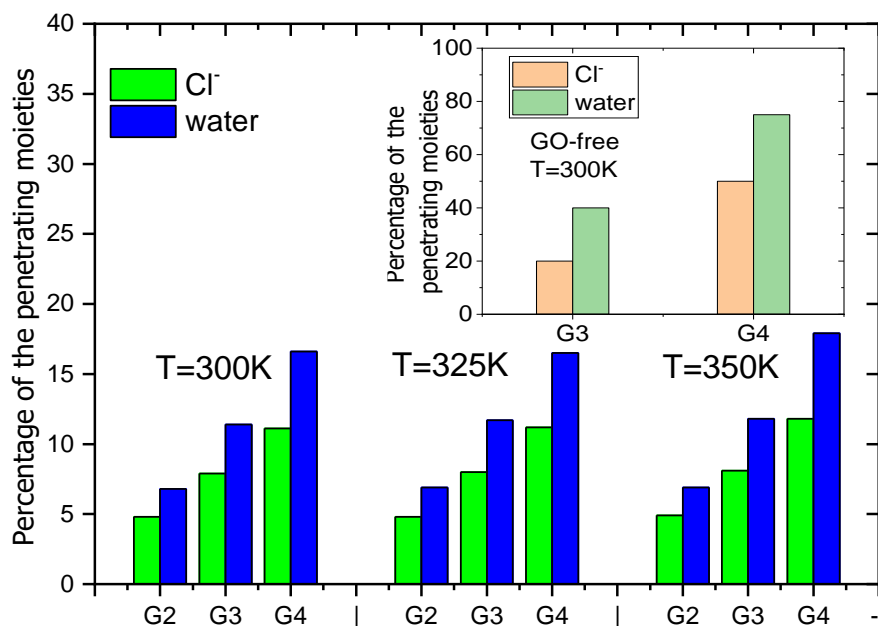 Percentage of the penetrating moieties
40
35
30
25
20
15
10
5
0
Cl⁻
water
T=300K
T=325K
T=350K
G2 G3 G4 | G2 G3 G4 | G2 G3 G4 -
Percentage of the
penetrating moieties
100
80
60
40
20
0
Cl⁻
water
GO-free
T=300K
G3 G4